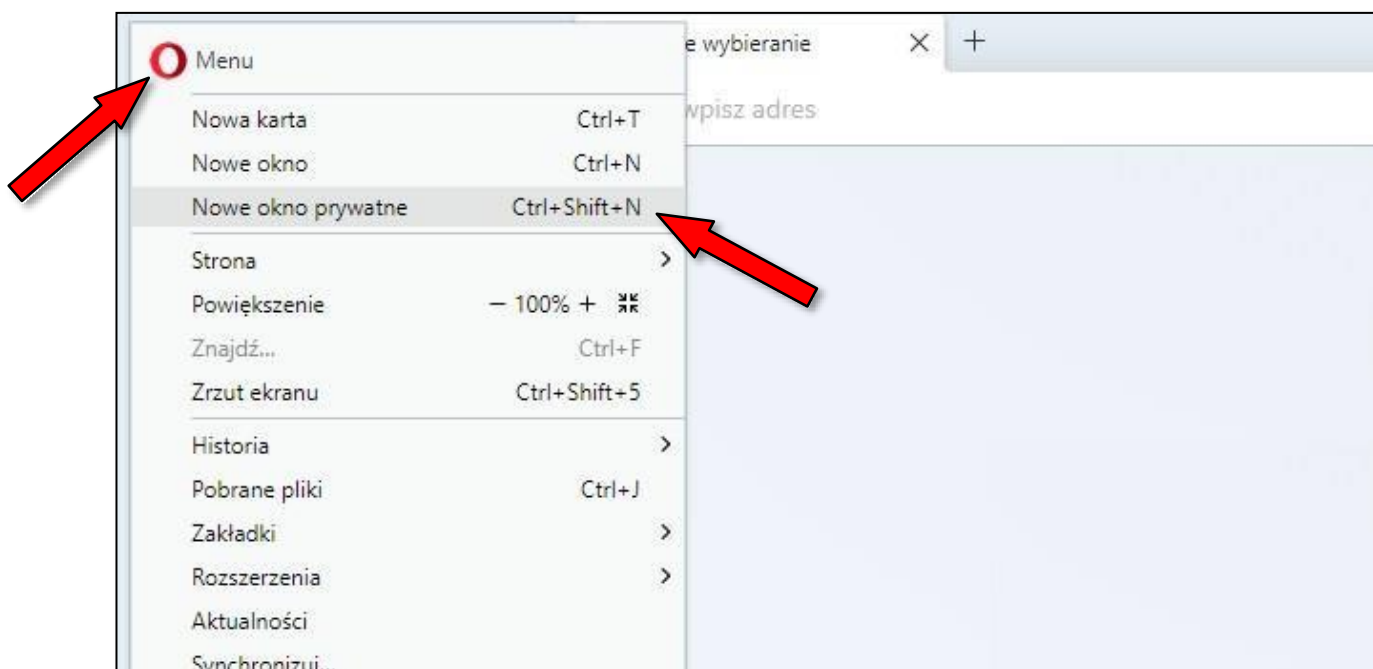 Menu
e wybieranie
wpisz adres
Nowa karta Ctrl+T
Nowe okno Ctrl+N
Nowe okno prywatne Ctrl+Shift+N
Strona
Powiększenie − 100% +
Znajdź... Ctrl+F
Zrzut ekranu Ctrl+Shift+5
Historia
Pobrane pliki Ctrl+J
Zakładki
Rozszerzenia
Aktualności
Synchronizuj...